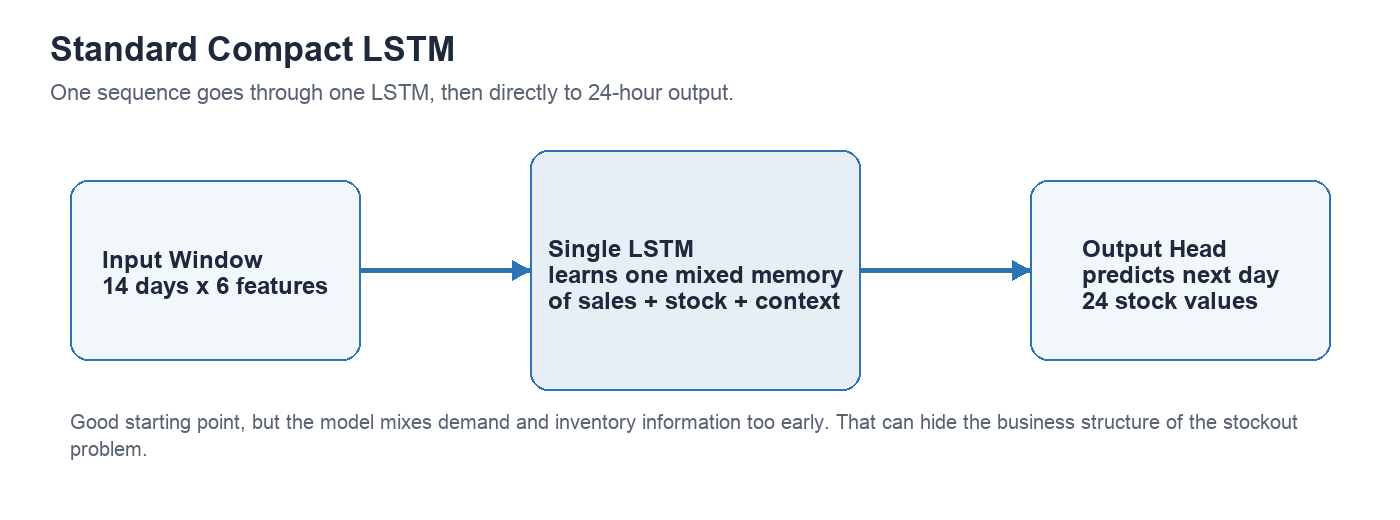 Standard Compact LSTM
One sequence goes through one LSTM, then directly to 24-hour output.
Input Window
14 days x 6 features
Single LSTM
learns one mixed memory
of sales + stock + context
Output Head
predicts next day
24 stock values
Good starting point, but the model mixes demand and inventory information too early. That can hide the business structure of the stockout
problem.